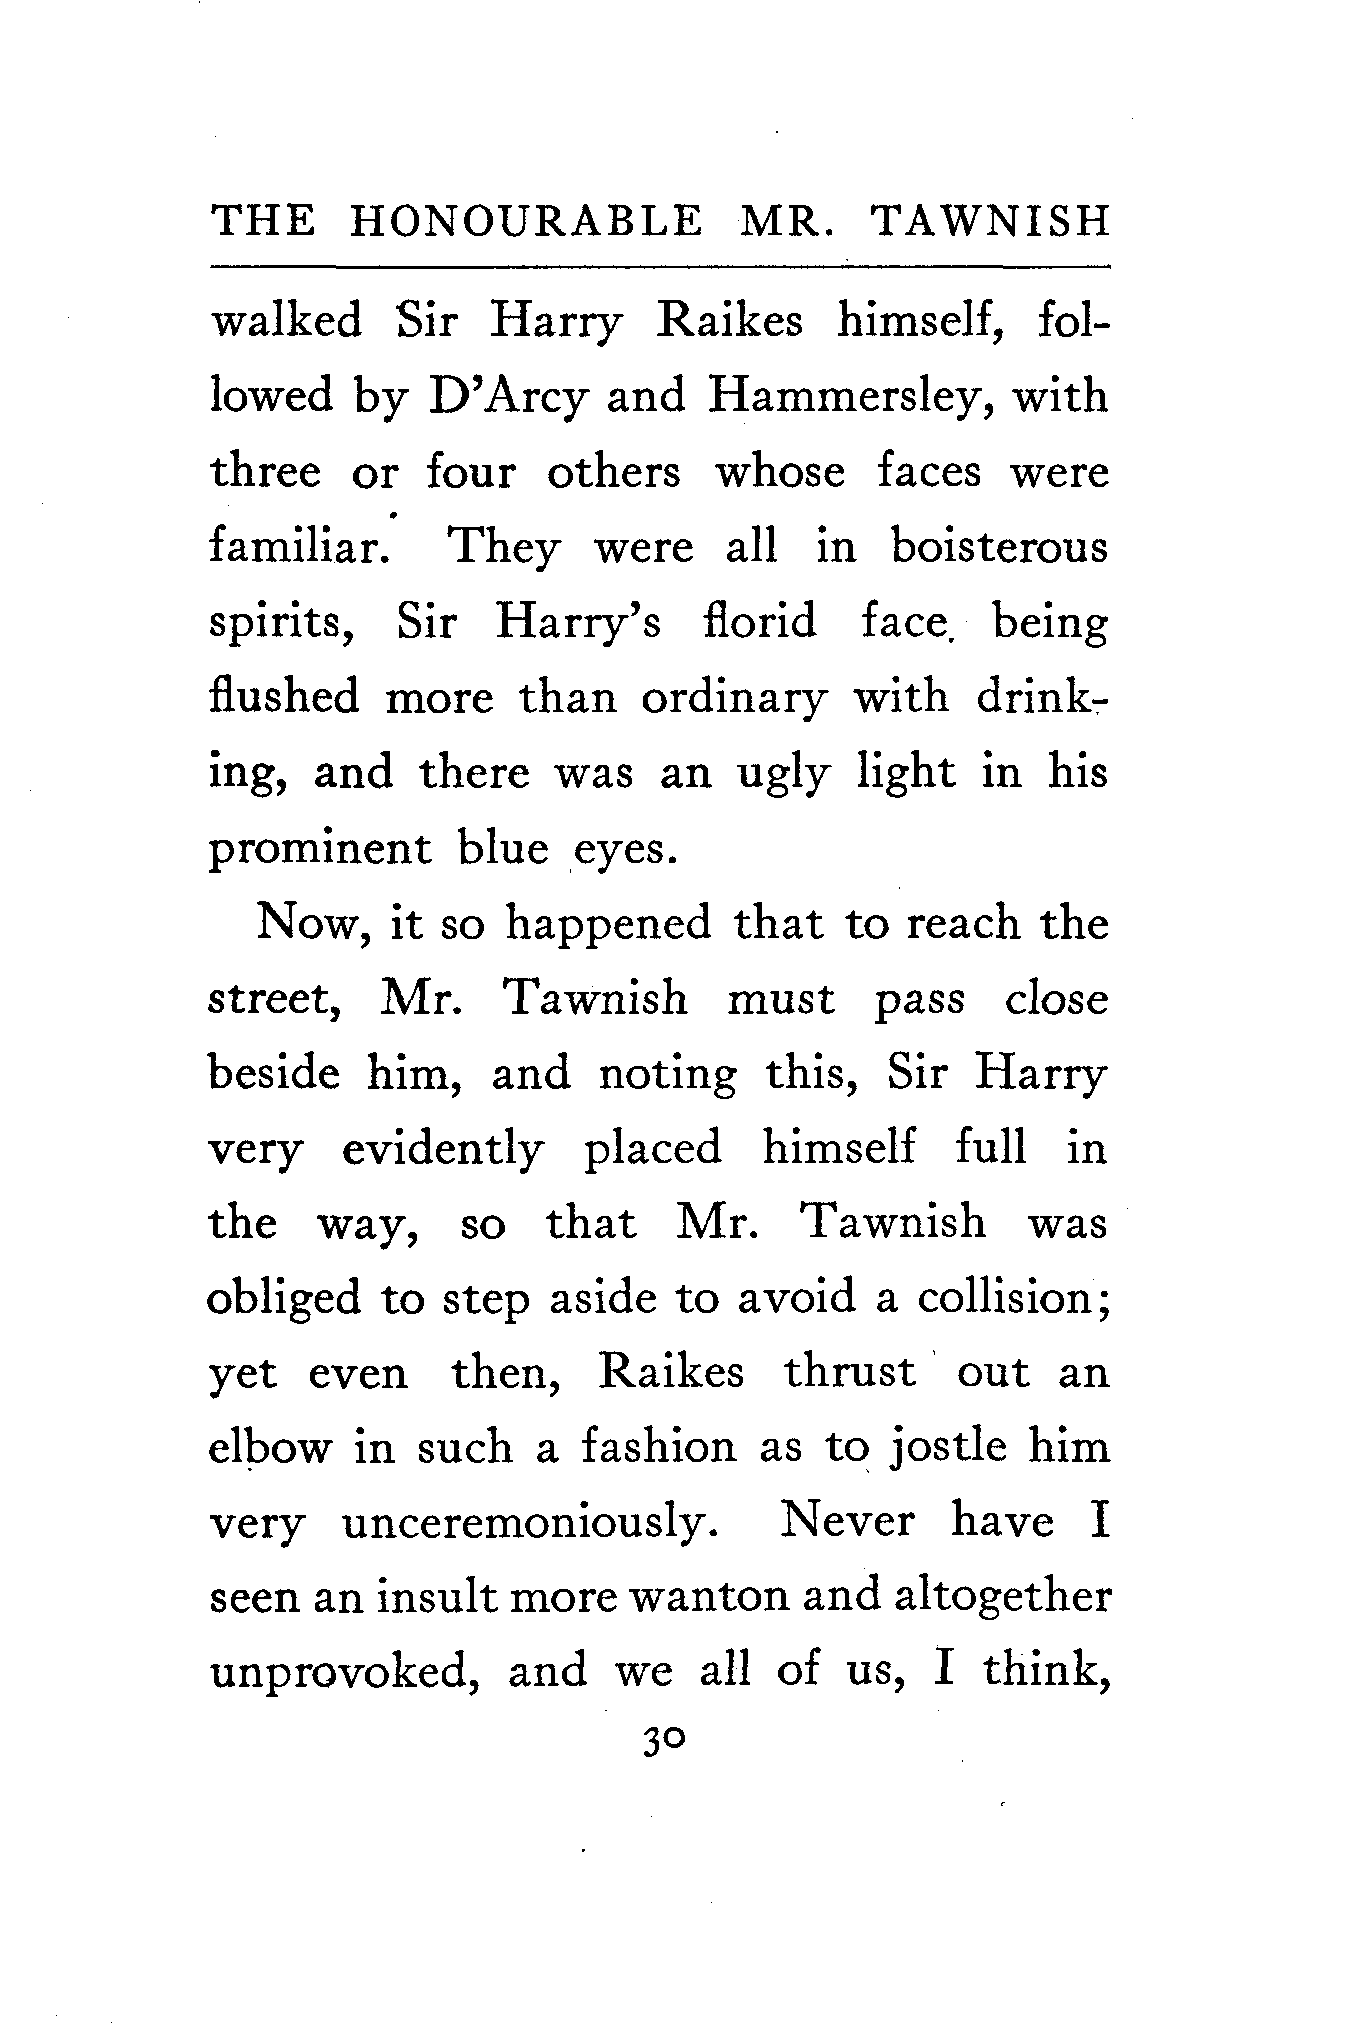 THE HONOURABLE MR. TAWNISH
walked Sir Harry Raikes himself, fol-
lowed by D'Arcy and Hammersley, with
three or four others whose faces were
familiar. They were all in boisterous
spirits, Sir Harry's florid face being
flushed more than ordinary with drink-
ing, and there was an ugly light in his
prominent blue eyes.
Now, it so happened that to reach the
street, Mr. Tawnish must pass close
beside him, and noting this, Sir Harry
very evidently placed himself full in
the way, so that Mr. Tawnish was
obliged to step aside to avoid a collision;
yet even then, Raikes thrust out an
elbow in such a fashion as to jostle him
very unceremoniously. Never have I
seen an insult more wanton and altogether
unprovoked, and we all of us, I think,
30